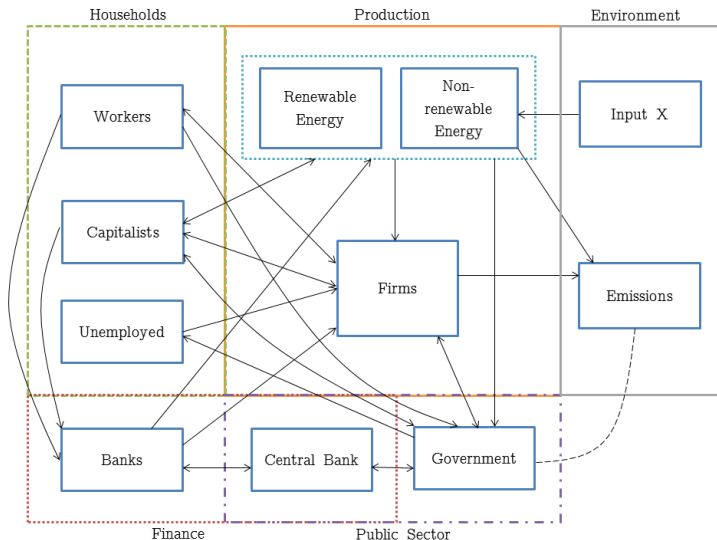 Households
Production
Environment
Workers
Renewable
Energy
Non-
renewable
Energy
Input X
Capitalists
Firms
Emissions
Unemployed
Banks
Central Bank
Government
Finance
Public Sector